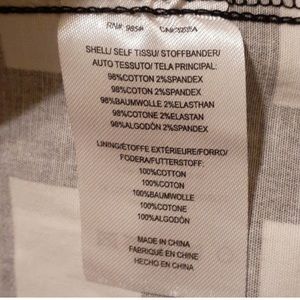 SHELL/ SELF TISSU/ STOFFBANDER/
AUTO TESSUTO/ TELA PRINCIPAL:
98%COTTON 2%SPANDEX
98%COTON 2%SPANDEX
98%BAUMWOLLE 2%ELASTHAN
98%COTONE 2%ELASTAN
98%ALGODÓN 2%SPANDEX
LINING/ÉTOFFE EXTÉRIEURE/FORRO/
FODERA/FUTTERSTOFF:
100%COTTON
100%COTON
100%BAUMWOLLE
100%COTONE
100%ALGODÓN
MADE IN CHINA
FABRIQUÉ EN CHINE
HECHO EN CHINA